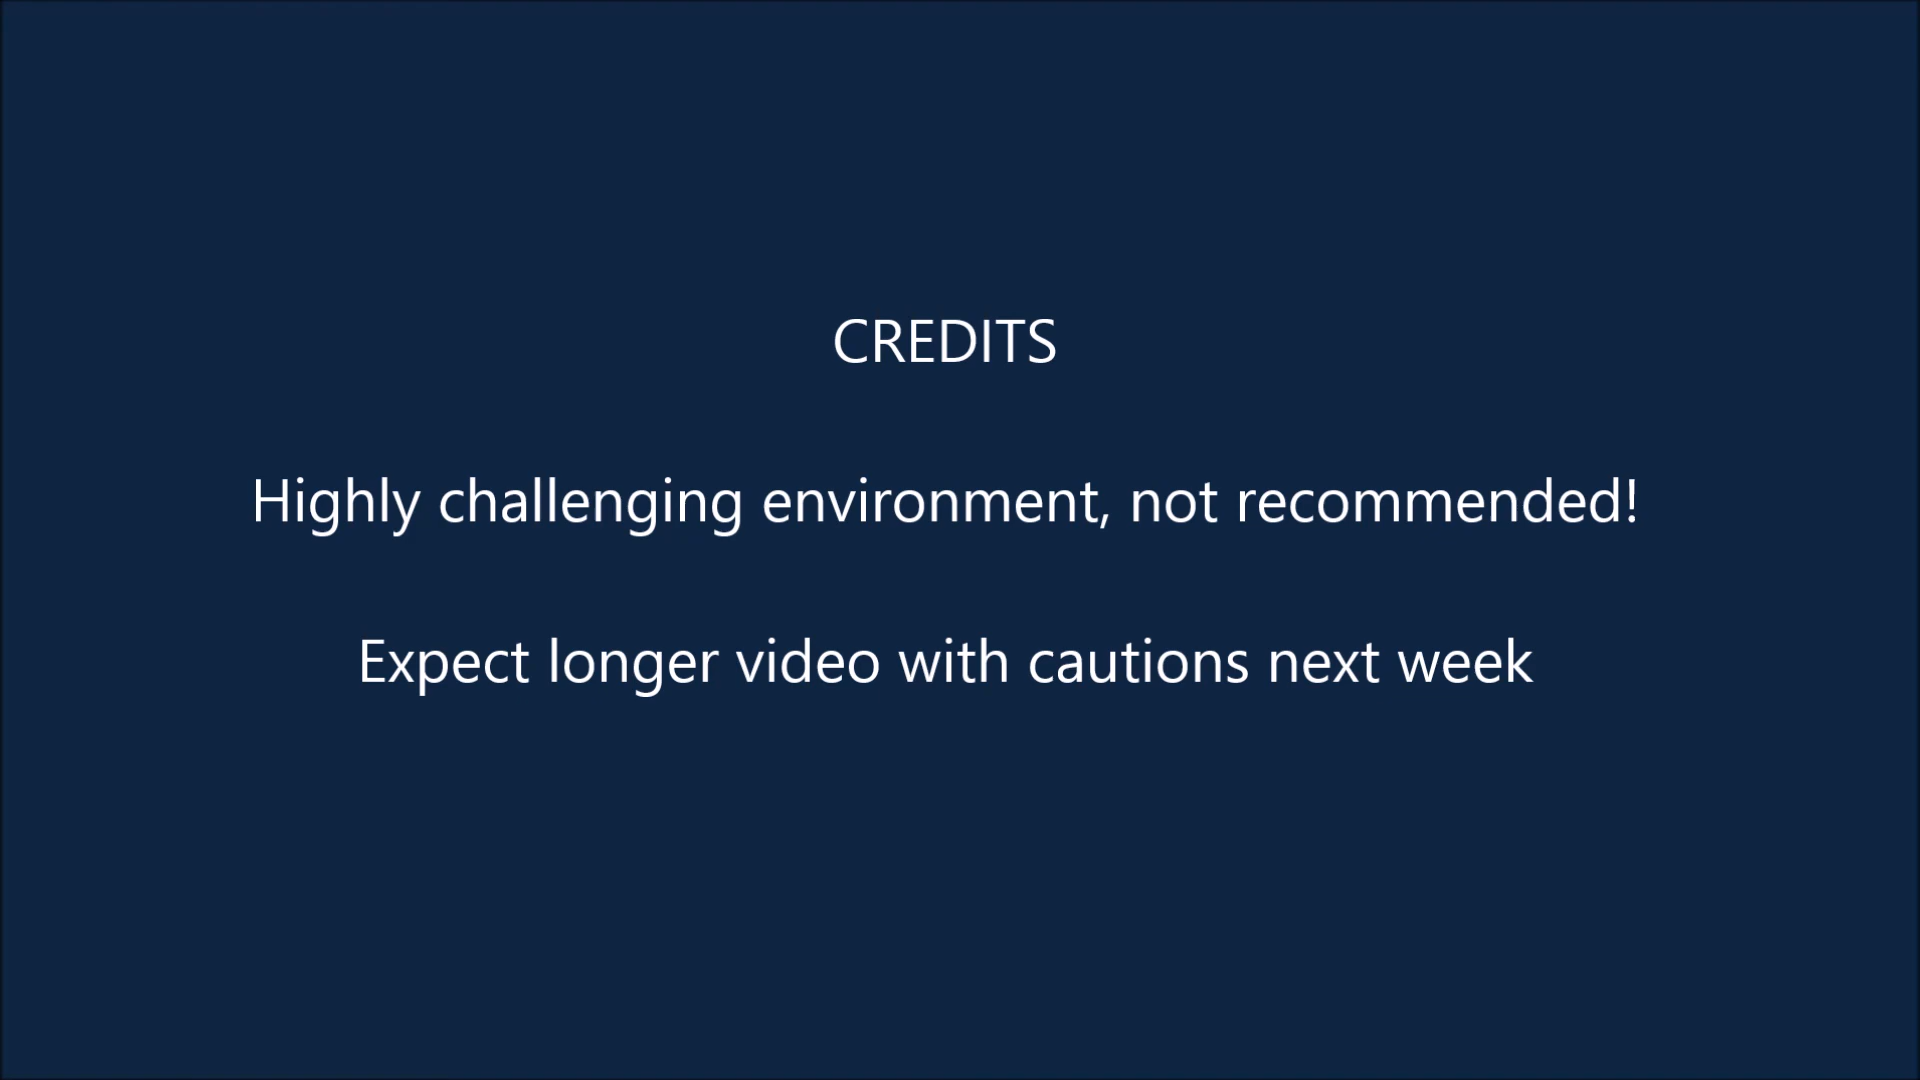 CREDITS
Highly challenging environment, not recommended!
Expect longer video with cautions next week